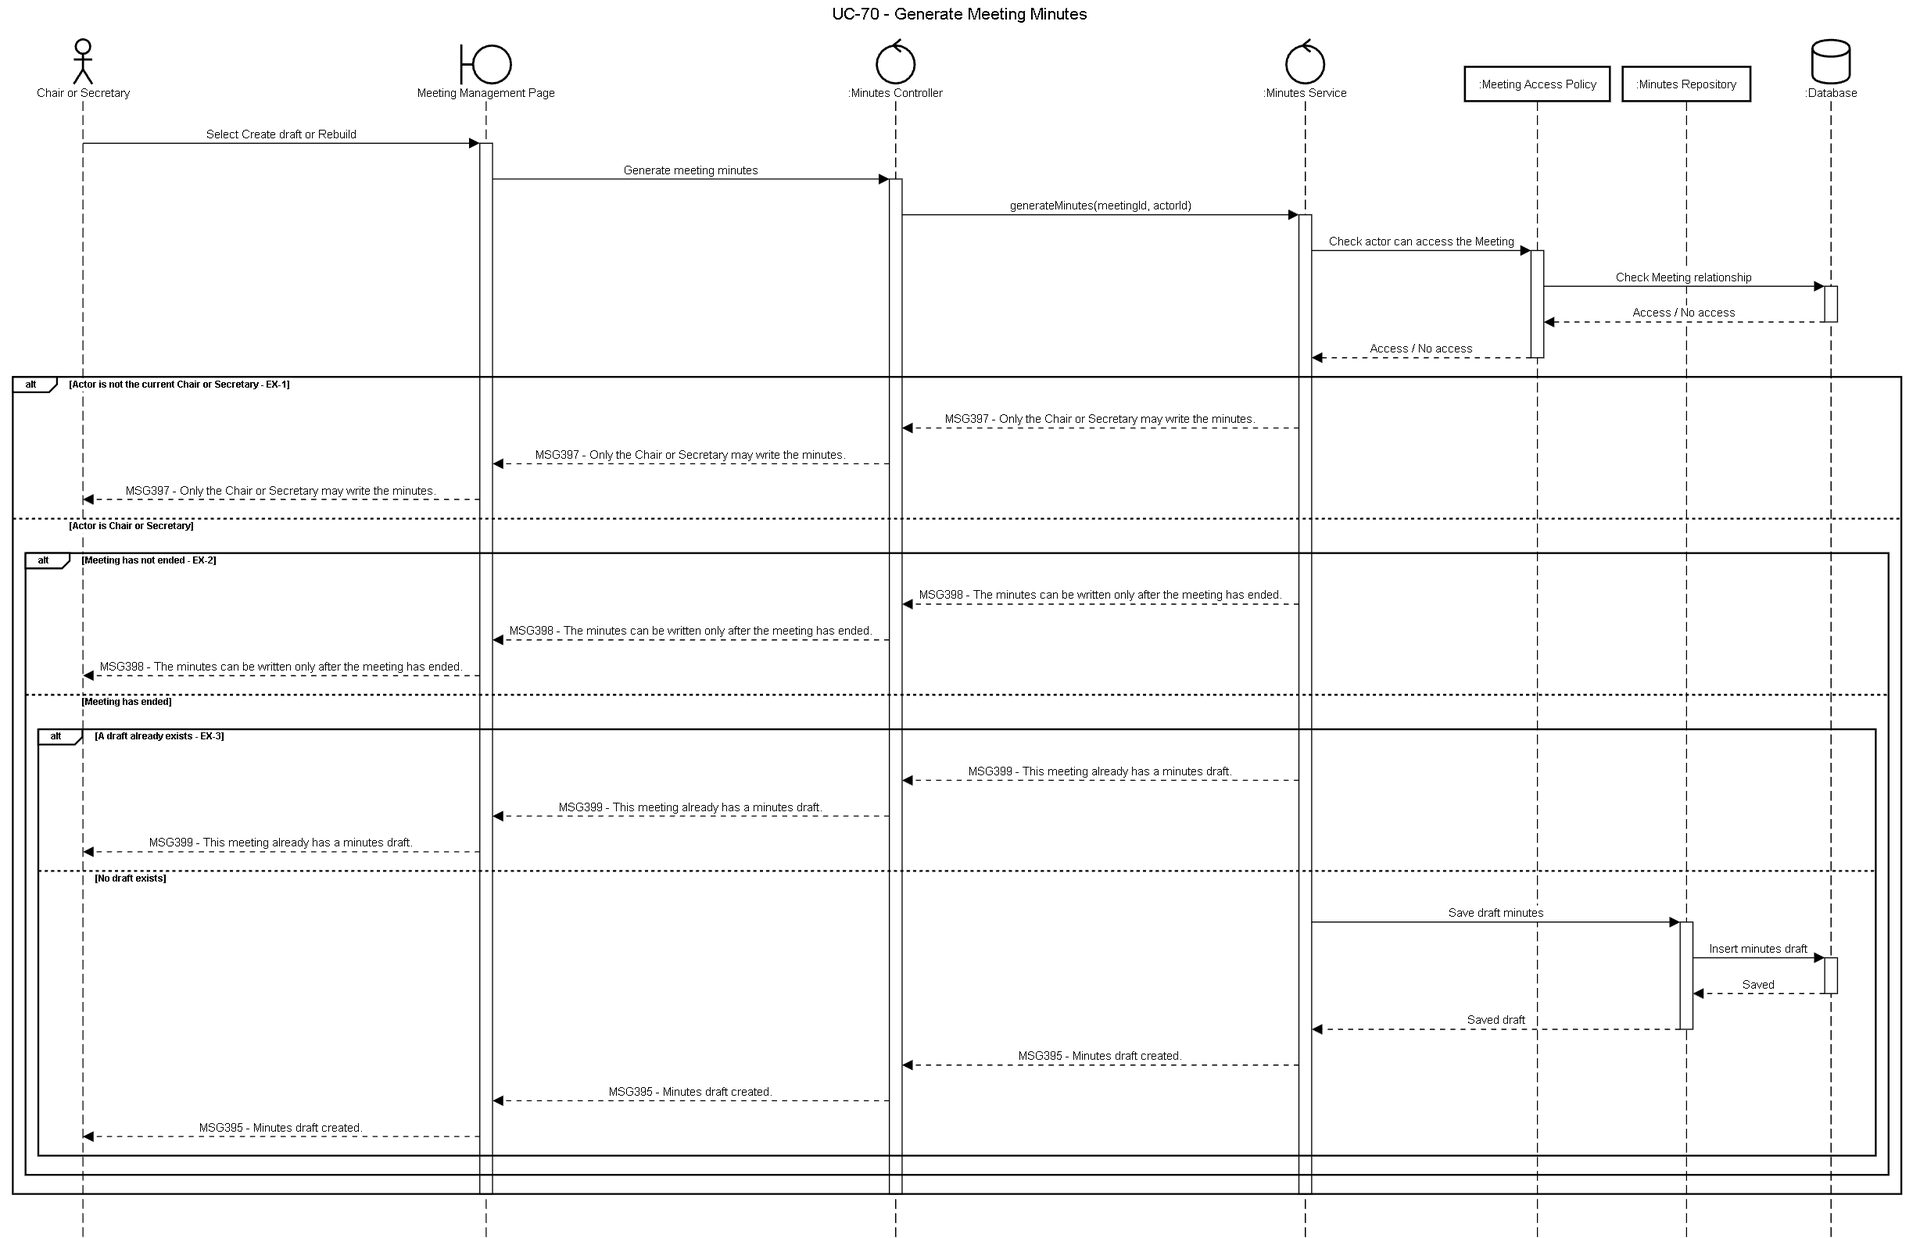 UC-70 - Generate Meeting Minutes
Chair or Secretary
Meeting Management Page
:Minutes Controller
:Minutes Service
:Meeting Access Policy
:Minutes Repository
:Database
Select Create draft or Rebuild
Generate meeting minutes
generateMinutes(meetingId, actorId)
Check actor can access the Meeting
Check Meeting relationship
Access / No access
Access / No access
alt [Actor is not the current Chair or Secretary - EX-1]
MSG397 - Only the Chair or Secretary may write the minutes.
MSG397 - Only the Chair or Secretary may write the minutes.
MSG397 - Only the Chair or Secretary may write the minutes.
[Actor is Chair or Secretary]
alt [Meeting has not ended - EX-2]
MSG398 - The minutes can be written only after the meeting has ended.
MSG398 - The minutes can be written only after the meeting has ended.
MSG398 - The minutes can be written only after the meeting has ended.
[Meeting has ended]
alt [A draft already exists - EX-3]
MSG399 - This meeting already has a minutes draft.
MSG399 - This meeting already has a minutes draft.
MSG399 - This meeting already has a minutes draft.
[No draft exists]
Save draft minutes
Insert minutes draft
Saved
Saved draft
MSG395 - Minutes draft created.
MSG395 - Minutes draft created.
MSG395 - Minutes draft created.